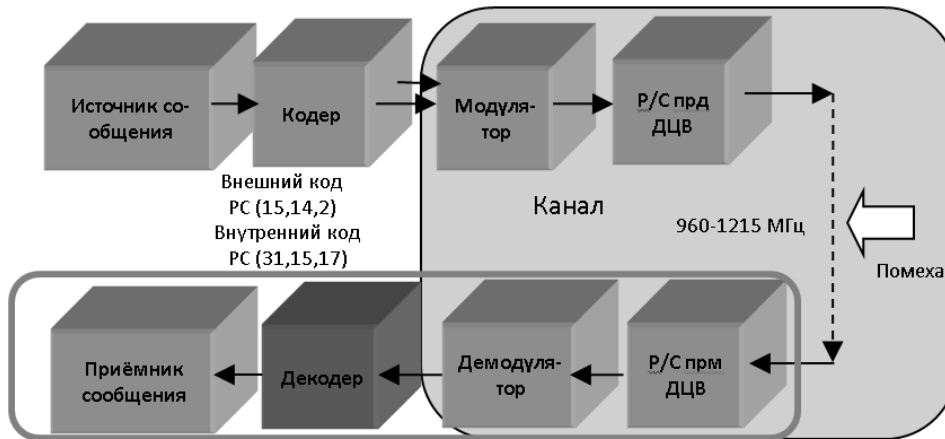 Источник со-
общения
Кодер
Модуля-
тор
Р/С прд
ДЦВ
Внешний код
РС (15,14,2)
Внутренний код
РС (31,15,17)
Канал
960-1215 МГц
Помеха
Приёмник
сообщения
Декодер
Демодуля-
тор
Р/С прм
ДЦВ